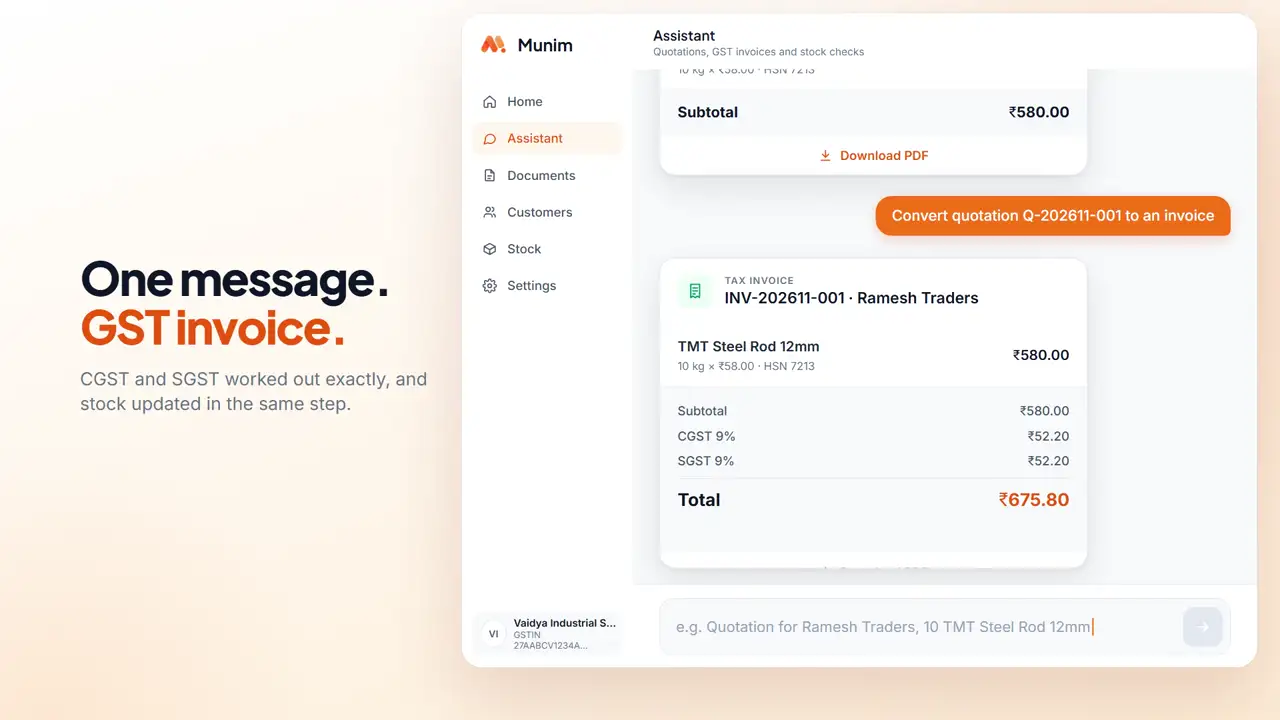 One message.
GST invoice.
CGST and SGST worked out exactly, and
stock updated in the same step.
Munim
Home
Assistant
Documents
Customers
Stock
Settings
VI
Vaidya Industrial S...
GSTIN
27AABCV1234A...
Assistant
Quotations, GST invoices and stock checks
10 kg × ₹58.00 · HSN 7213
Subtotal ₹580.00
Download PDF
Convert quotation Q-202611-001 to an invoice
TAX INVOICE
INV-202611-001 · Ramesh Traders
TMT Steel Rod 12mm
₹580.00
10 kg × ₹58.00 · HSN 7213
Subtotal ₹580.00
CGST 9% ₹52.20
SGST 9% ₹52.20
Total ₹675.80
e.g. Quotation for Ramesh Traders, 10 TMT Steel Rod 12mm